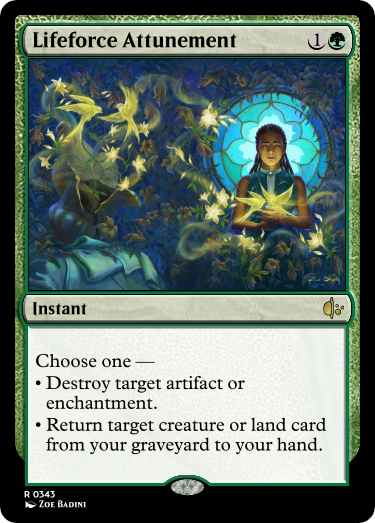 Lifeforce Attunement 1
Instant
Choose one —
• Destroy target artifact or
enchantment.
• Return target creature or land card
from your graveyard to your hand.
R 0343
Zoe Badini